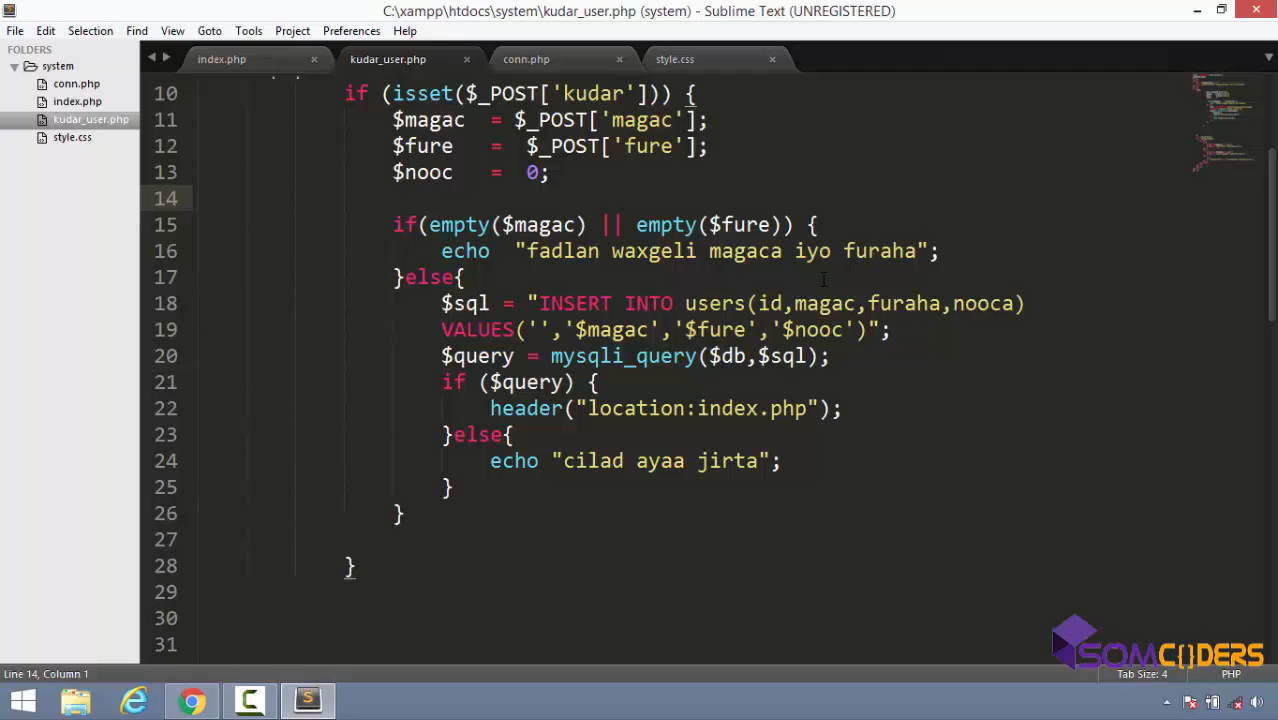 C:\xampp\htdocs\system\kudar_user.php (system) - Sublime Text (UNREGISTERED)
File Edit Selection Find View Goto Tools Project Preferences Help
FOLDERS
system
conn.php
index.php
kudar_user.php
style.css
index.php kudar_user.php conn.php style.css
10 if (isset($_POST['kudar'])) {
11 $magac = $_POST['magac'];
12 $fure = $_POST['fure'];
13 $nooc = 0;
14
15 if(empty($magac) || empty($fure)) {
16 echo "fadlan waxgeli magaca iyo furaha";
17 }else{
18 $sql = "INSERT INTO users(id,magac,furaha,nooca)
19 VALUES('','$magac','$fure','$nooc')";
20 $query = mysqli_query($db,$sql);
21 if ($query) {
22 header("location:index.php");
23 }else{
24 echo "cilad ayaa jirta";
25 }
26 }
27
28 }
29
30
31
SOMC{}DERS
Line 14, Column 1 Tab Size: 4 PHP